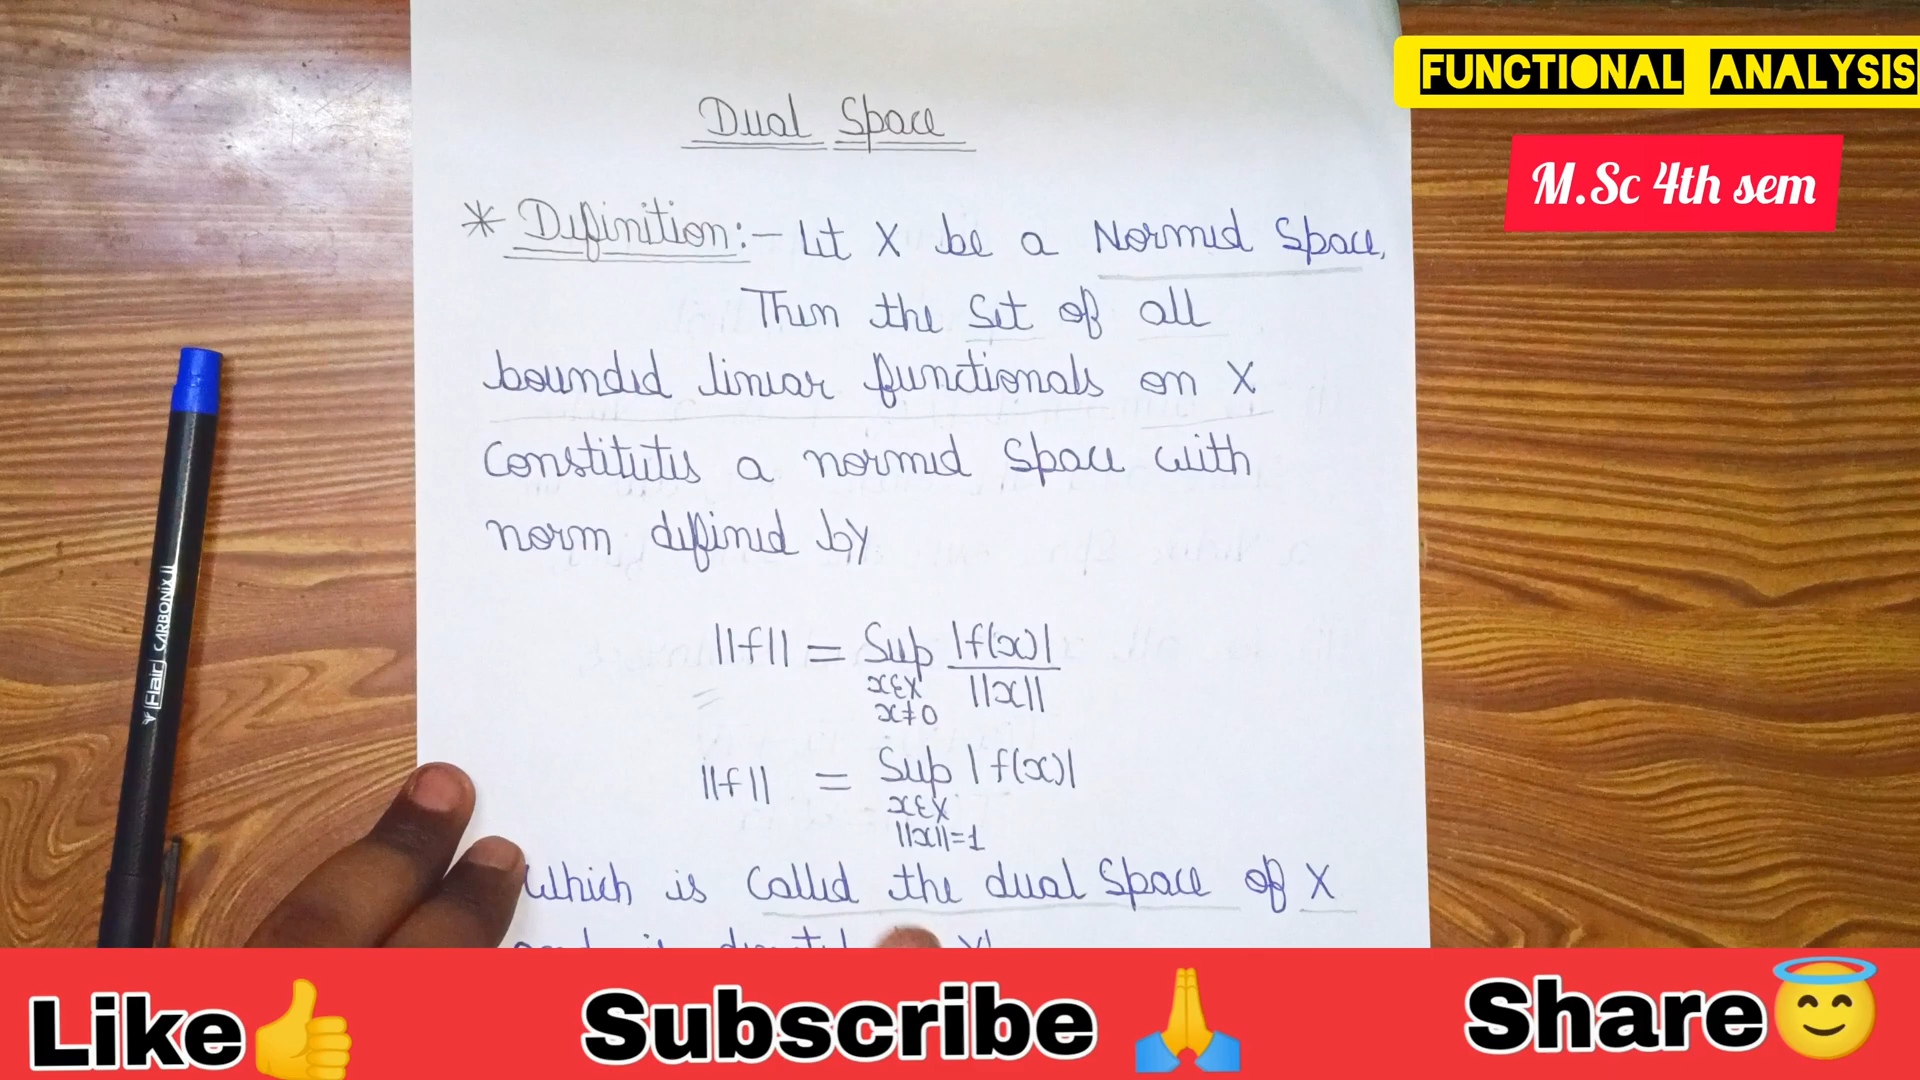 FUNCTIONAL ANALYSIS
M.Sc 4th sem
Dual Space
* Definition:- Let X be a Normed Space,
Then the set of all
bounded linear functionals on X
constitutes a normed space with
norm defined by
||f|| = Sup |f(x)| / ||x||
x∈X
x≠0
||f|| = Sup |f(x)|
x∈X
||x||=1
Which is called the dual space of X
Flair CARBONIX
Like 👍 Subscribe 🙏 Share 😇